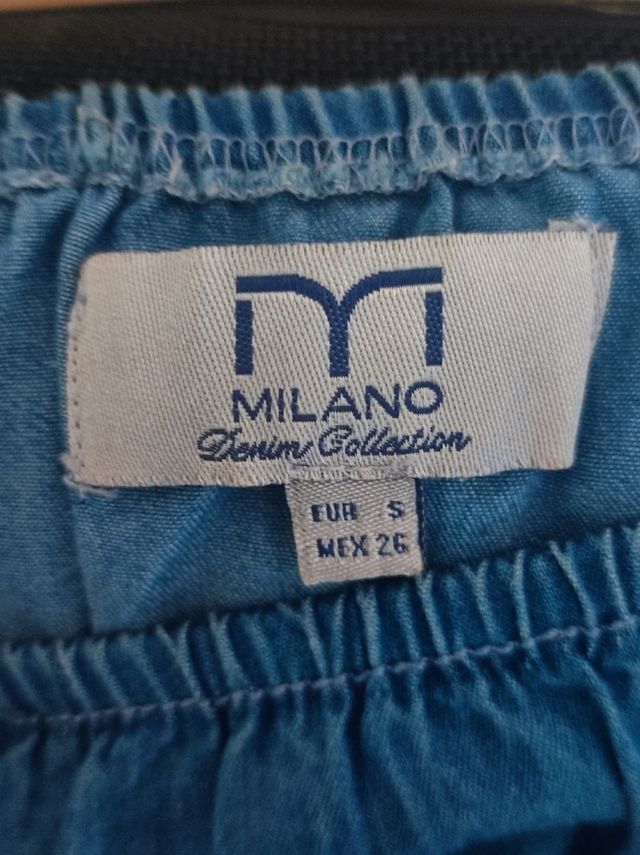 MILANO
Denim Collection
EUR S
MEX 26